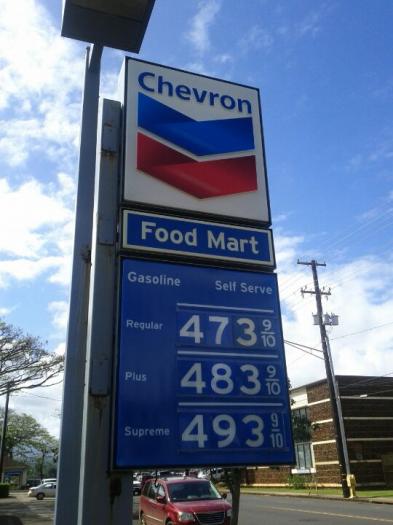 Chevron
Food Mart
Gasoline Self Serve
Regular 473 9/10
Plus 483 9/10
Supreme 493 9/10